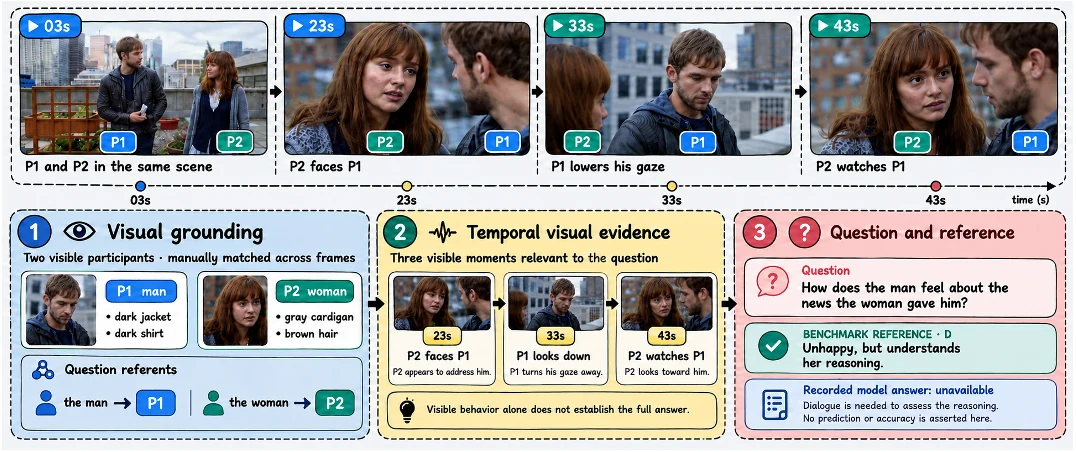 03s
23s
33s
43s
P1
P2
P2
P1
P2
P1
P2
P1
P1 and P2 in the same scene
P2 faces P1
P1 lowers his gaze
P2 watches P1
03s
23s
33s
43s
time (s)
1
Visual grounding
Two visible participants · manually matched across frames
P1 man
• dark jacket
• dark shirt
P2 woman
• gray cardigan
• brown hair
Question referents
the man → P1
the woman → P2
2
Temporal visual evidence
Three visible moments relevant to the question
23s
P2 faces P1
P2 appears to address him.
33s
P1 looks down
P1 turns his gaze away.
43s
P2 watches P1
P2 looks toward him.
Visible behavior alone does not establish the full answer.
3
?
Question and reference
?
Question
How does the man feel about the
news the woman gave him?
BENCHMARK REFERENCE · D
Unhappy, but understands
her reasoning.
Recorded model answer: unavailable
Dialogue is needed to assess the reasoning.
No prediction or accuracy is asserted here.